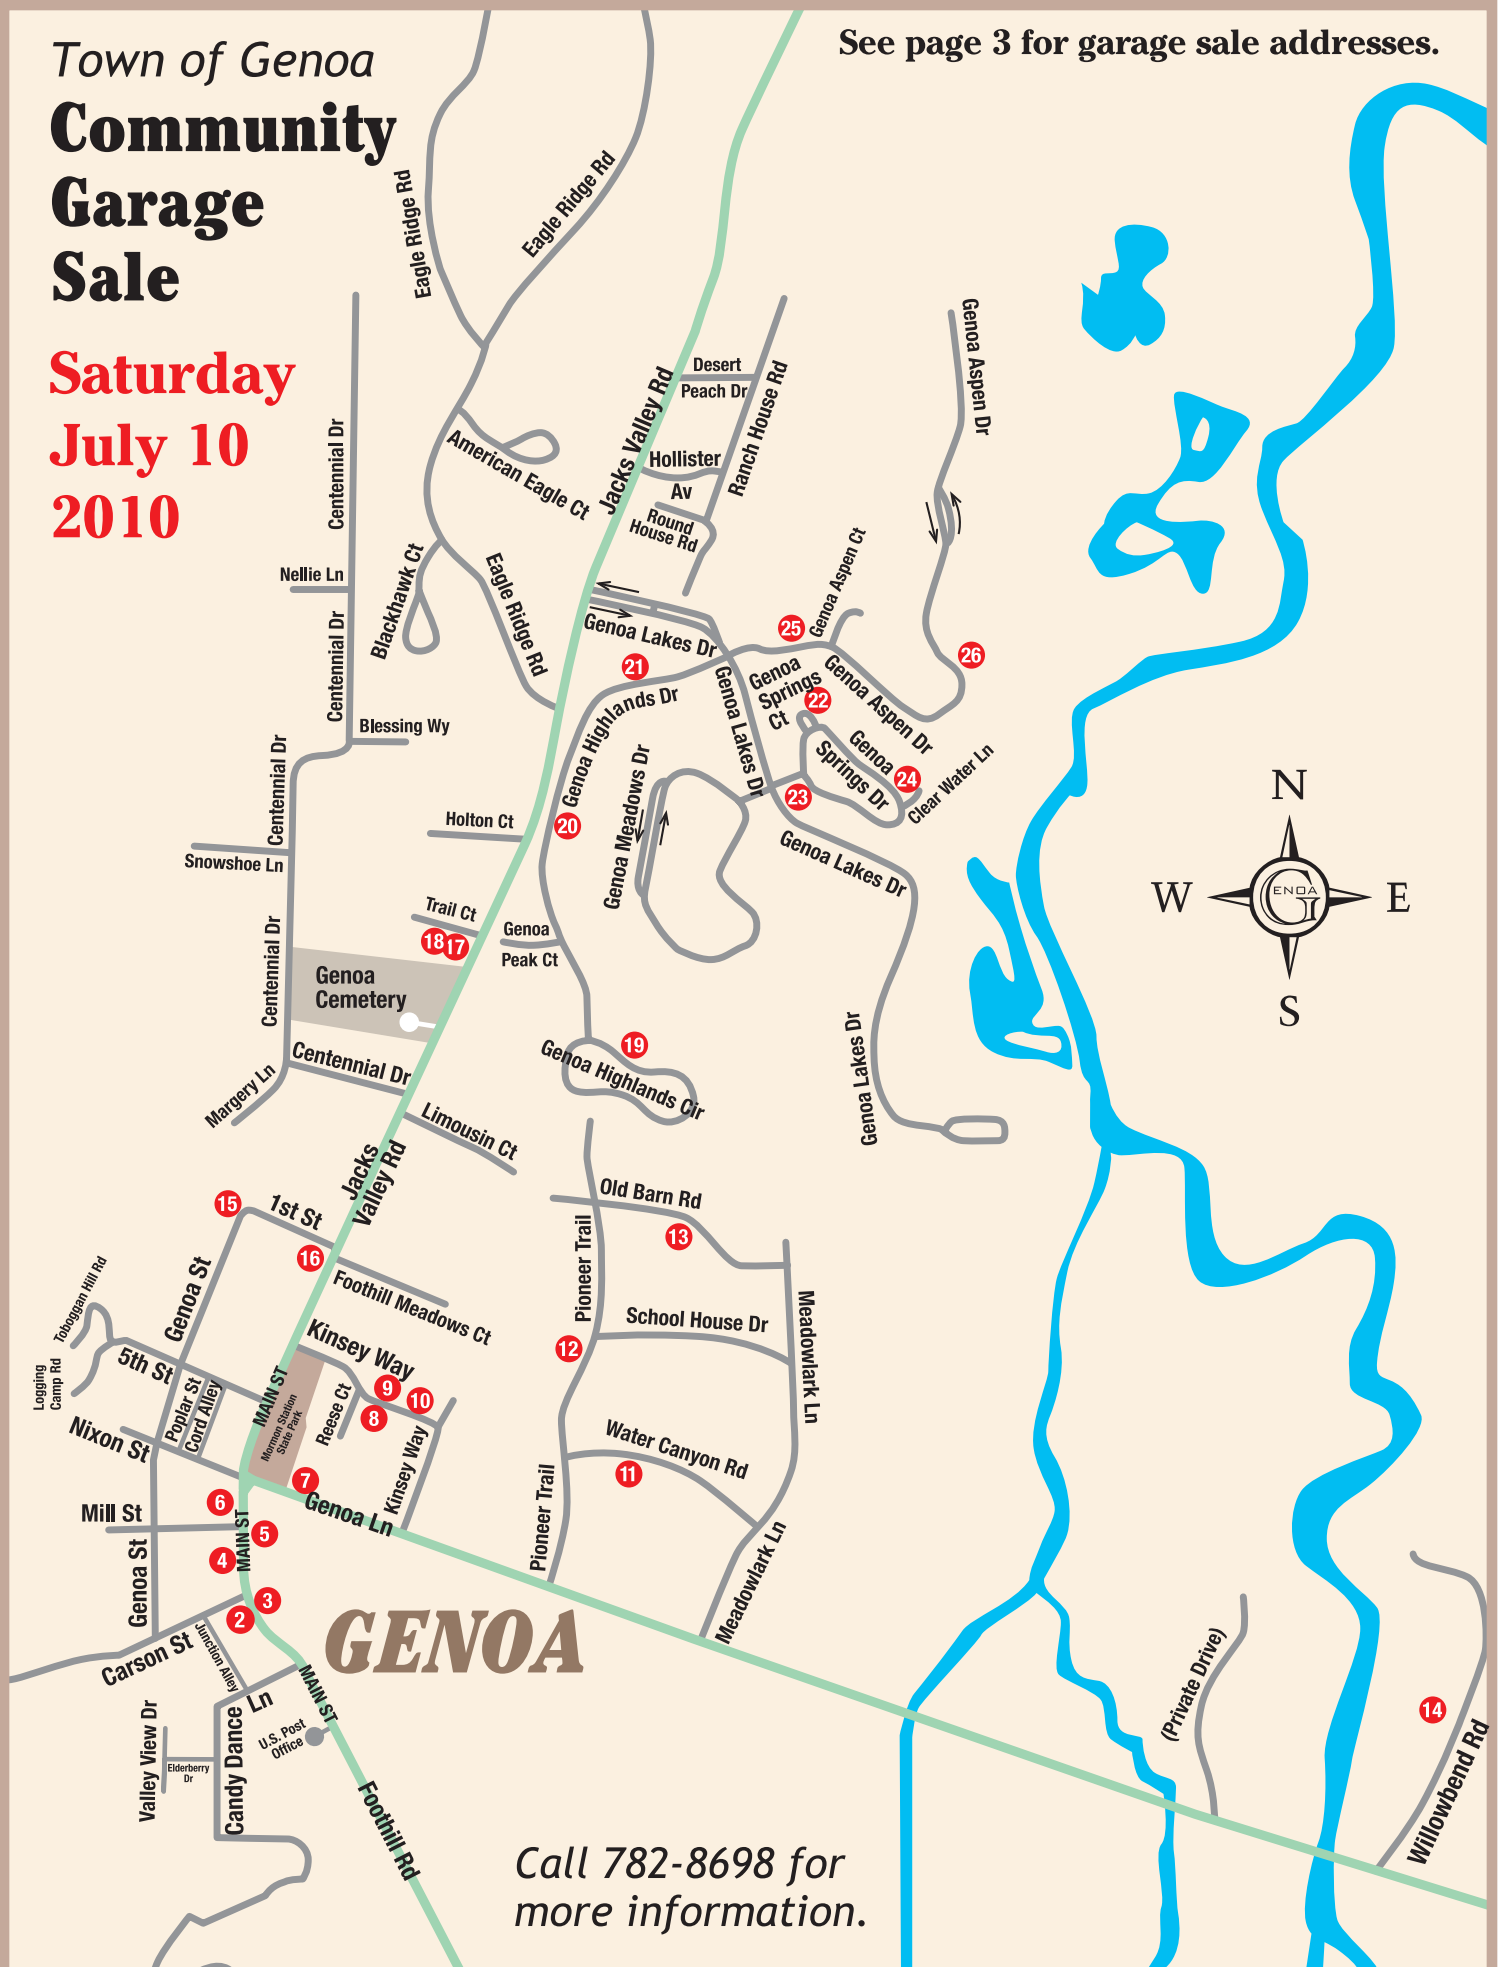 See page 3 for garage sale addresses.
Town of Genoa
Community
Garage
Sale
Saturday
July 10
2010
Eagle Ridge Rd
Eagle Ridge Rd
Genoa Aspen Dr
Desert
Peach Dr
Jacks Valley Rd
Ranch House Rd
Hollister
Av
Round
House Rd
American Eagle Ct
Centennial Dr
Nellie Ln
Blackhawk Ct
Eagle Ridge Rd
Genoa Aspen Ct
Centennial Dr
Genoa Lakes Dr
25
26
21
Genoa
Springs
Ct
22
Genoa Aspen Dr
Genoa Highlands Dr
Genoa Lakes Dr
Blessing Wy
Centennial Dr
Genoa Meadows Dr
Genoa
Springs Dr
24
23
Clear Water Ln
N
W
GENOA
E
S
Holton Ct
20
Snowshoe Ln
Genoa Lakes Dr
Trail Ct
18
17
Genoa
Peak Ct
Centennial Dr
Genoa
Cemetery
Genoa Lakes Dr
19
Genoa Highlands Cir
Centennial Dr
Margery Ln
Limousin Ct
Jacks
Valley Rd
15
1st St
16
Old Barn Rd
13
Pioneer Trail
Foothill Meadows Ct
Genoa St
Toboggan Hill Rd
Logging
Camp Rd
5th St
Kinsey Way
School House Dr
12
Meadowlark Ln
Poplar St
Cord Alley
MAIN ST
Mormon Station
State Park
Reese Ct
9
10
8
Nixon St
Kinsey Way
Water Canyon Rd
11
Pioneer Trail
7
Genoa Ln
6
Mill St
5
MAIN ST
4
Genoa St
3
2
Meadowlark Ln
GENOA
Carson St
Junction Alley
MAIN ST
Candy Dance
Ln
U.S. Post
Office
Valley View Dr
Elderberry
Dr
Foothill Rd
(Private Drive)
14
Willowbend Rd
Call 782-8698 for
more information.